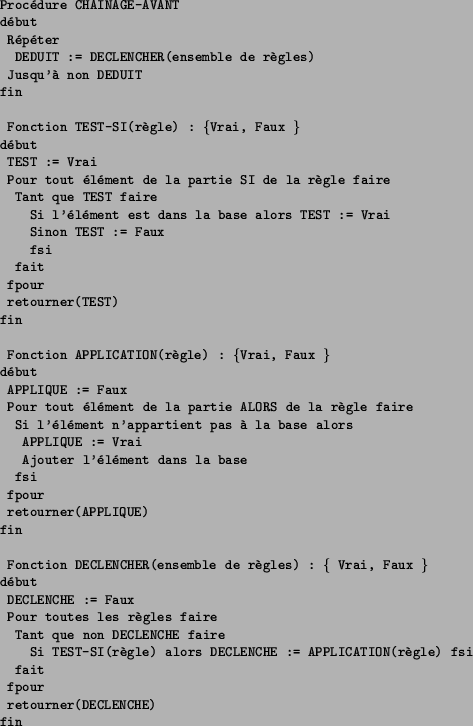 Procédure CHAINAGE-AVANT
début
Répéter
DEDUIT := DECLENCHER(ensemble de règles)
Jusqu'à non DEDUIT
fin
Fonction TEST-SI(règle) : {Vrai, Faux }
début
TEST := Vrai
Pour tout élément de la partie SI de la règle faire
Tant que TEST faire
Si l'élément est dans la base alors TEST := Vrai
Sinon TEST := Faux
fsi
fait
fpour
retourner(TEST)
fin
Fonction APPLICATION(règle) : {Vrai, Faux }
début
APPLIQUE := Faux
Pour tout élément de la partie ALORS de la règle faire
Si l'élément n'appartient pas à la base alors
APPLIQUE := Vrai
Ajouter l'élément dans la base
fsi
fpour
retourner(APPLIQUE)
fin
Fonction DECLENCHER(ensemble de règles) : { Vrai, Faux }
début
DECLENCHE := Faux
Pour toutes les règles faire
Tant que non DECLENCHE faire
Si TEST-SI(règle) alors DECLENCHE := APPLICATION(règle) fsi
fait
fpour
retourner(DECLENCHE)
fin